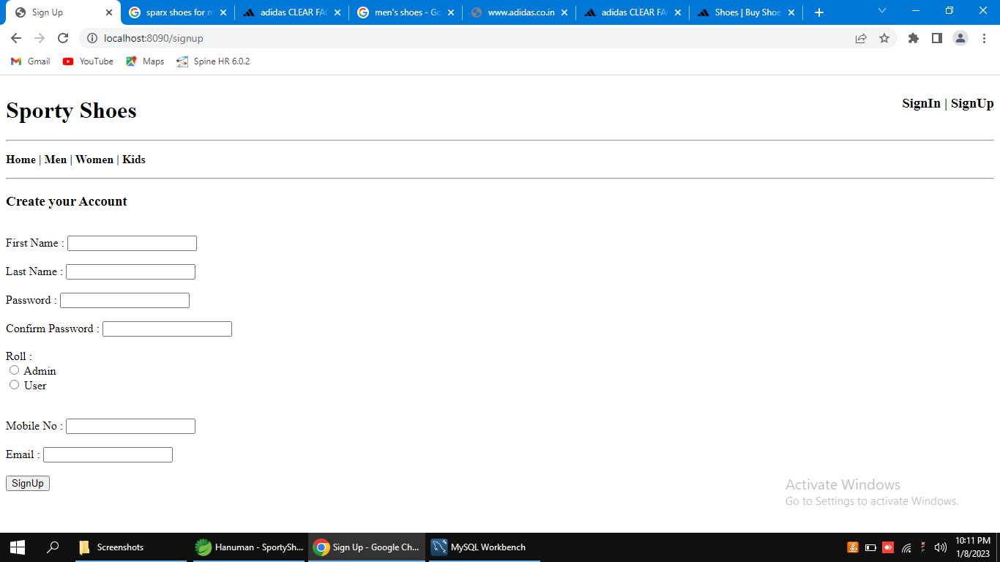 Sign Up
sparx shoes for m
adidas CLEAR FA
men's shoes - Go
www.adidas.co.in
adidas CLEAR FA
Shoes | Buy Shoe
localhost:8090/signup
Gmail
YouTube
Maps
Spine HR 6.0.2
Sporty Shoes
SignIn | SignUp
Home | Men | Women | Kids
Create your Account
First Name :
Last Name :
Password :
Confirm Password :
Roll :
Admin
User
Mobile No :
Email :
SignUp
Activate Windows
Go to Settings to activate Windows.
Screenshots
Hanuman - SportySh...
Sign Up - Google Ch...
MySQL Workbench
10:11 PM
1/8/2023